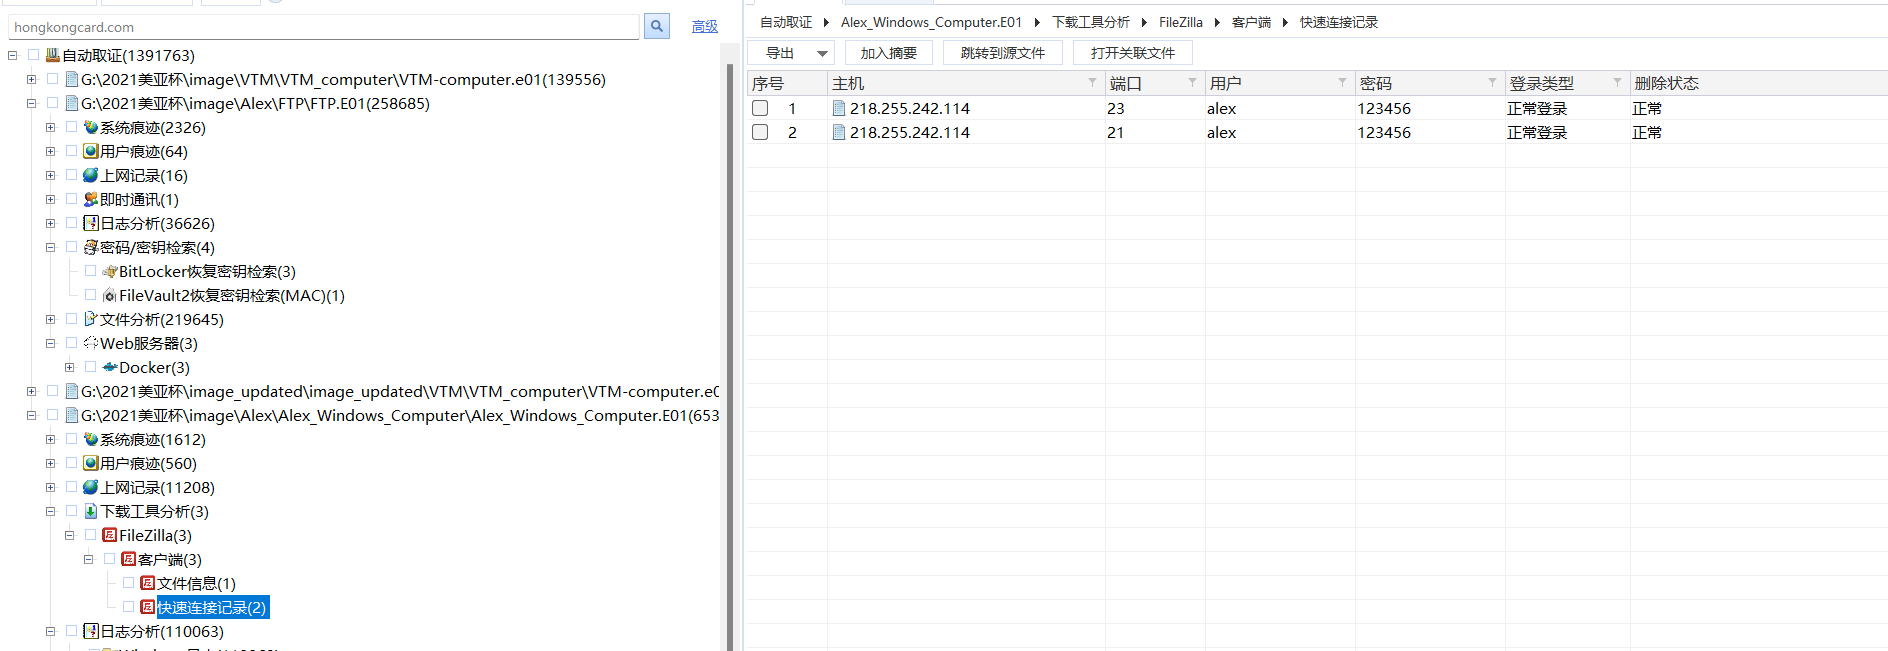 hongkongcard.com
高级
自动取证(1391763)
G:\2021美亚杯\image\VTM\VTM_computer\VTM-computer.e01(139556)
G:\2021美亚杯\image\Alex\FTP\FTP.E01(258685)
系统痕迹(2326)
用户痕迹(64)
上网记录(16)
即时通讯(1)
日志分析(36626)
密码/密钥检索(4)
BitLocker恢复密钥检索(3)
FileVault2恢复密钥检索(MAC)(1)
文件分析(219645)
Web服务器(3)
Docker(3)
G:\2021美亚杯\image_updated\image_updated\VTM\VTM_computer\VTM-computer.e0
G:\2021美亚杯\image\Alex\Alex_Windows_Computer\Alex_Windows_Computer.E01(653
系统痕迹(1612)
用户痕迹(560)
上网记录(11208)
下载工具分析(3)
FileZilla(3)
客户端(3)
文件信息(1)
快速连接记录(2)
日志分析(110063)
自动取证 Alex_Windows_Computer.E01 下载工具分析 FileZilla 客户端 快速连接记录
导出 加入摘要 跳转到源文件 打开关联文件
序号 主机 端口 用户 密码 登录类型 删除状态
1 218.255.242.114 23 alex 123456 正常登录 正常
2 218.255.242.114 21 alex 123456 正常登录 正常